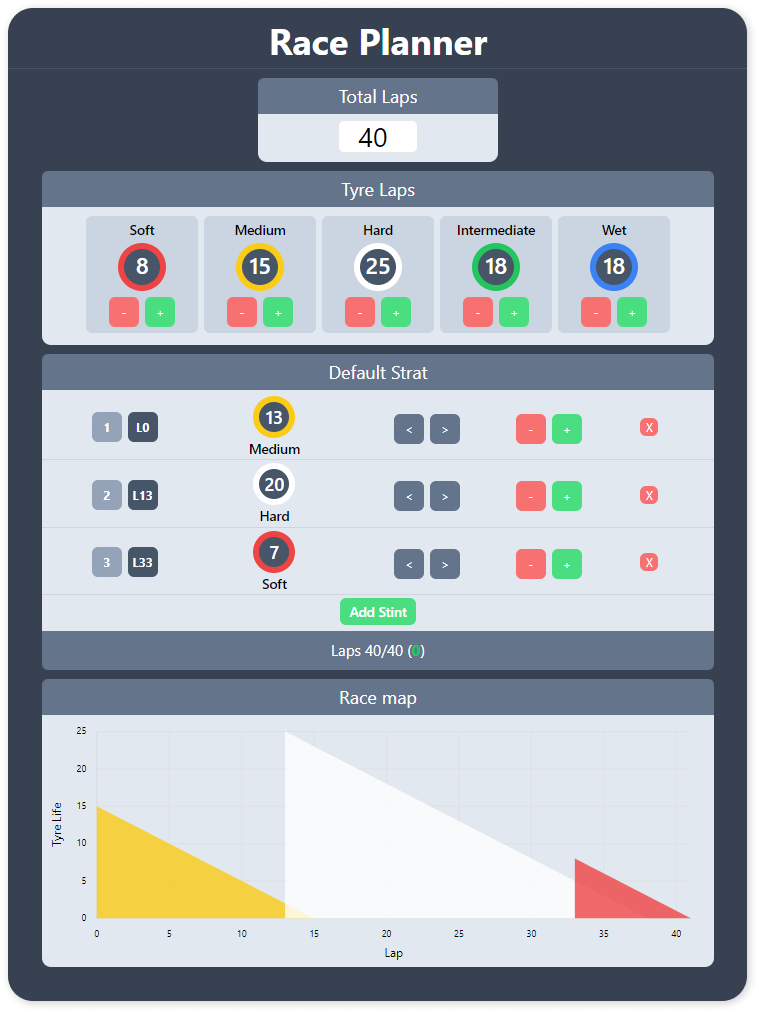 Race Planner
Total Laps
40
Tyre Laps
Soft Medium Hard Intermediate Wet
8 15 25 18 18
- + - + - + - + - +
Default Strat
1 L0 13 < > - + X
Medium
2 L13 20 < > - + X
Hard
3 L33 7 < > - + X
Soft
Add Stint
Laps 40/40 (0)
Race map
25
20
15
10
5
0
Tyre Life
0 5 10 15 20 25 30 35 40
Lap